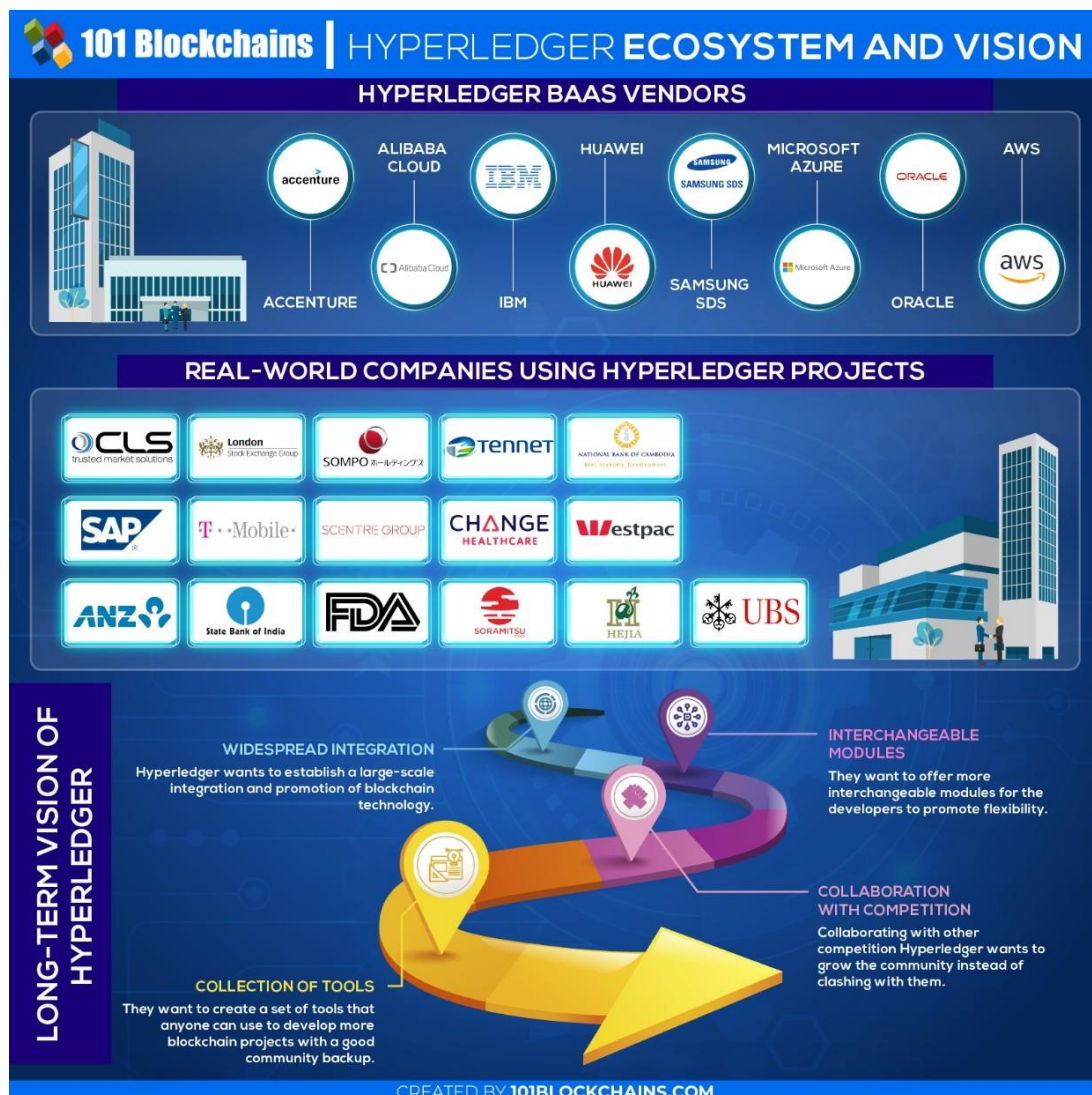 101 Blockchains | HYPERLEDGER ECOSYSTEM AND VISION
HYPERLEDGER BAAS VENDORS
accenture
ACCENTURE
ALIBABA
CLOUD
Alibaba Cloud
IBM
IBM
HUAWEI
HUAWEI
SAMSUNG
SAMSUNG SDS
SAMSUNG
SDS
MICROSOFT
AZURE
Microsoft Azure
ORACLE
ORACLE
AWS
aws
REAL-WORLD COMPANIES USING HYPERLEDGER PROJECTS
CLS
trusted market solutions
London
Stock Exchange Group
SOMPO ホールディングス
TENNET
NATIONAL BANK OF CAMBODIA
SAP
T··Mobile·
SCENTRE GROUP
CHANGE
HEALTHCARE
Westpac
ANZ
State Bank of India
FDA
SORAMITSU
HEJIA
UBS
LONG-TERM VISION OF
HYPERLEDGER
WIDESPREAD INTEGRATION
Hyperledger wants to establish a large-scale
integration and promotion of blockchain
technology.
INTERCHANGEABLE
MODULES
They want to offer more
interchangeable modules for the
developers to promote flexibility.
COLLABORATION
WITH COMPETITION
Collaborating with other
competition Hyperledger wants to
grow the community instead of
clashing with them.
COLLECTION OF TOOLS
They want to create a set of tools that
anyone can use to develop more
blockchain projects with a good
community backup.
CREATED BY 101BLOCKCHAINS.COM